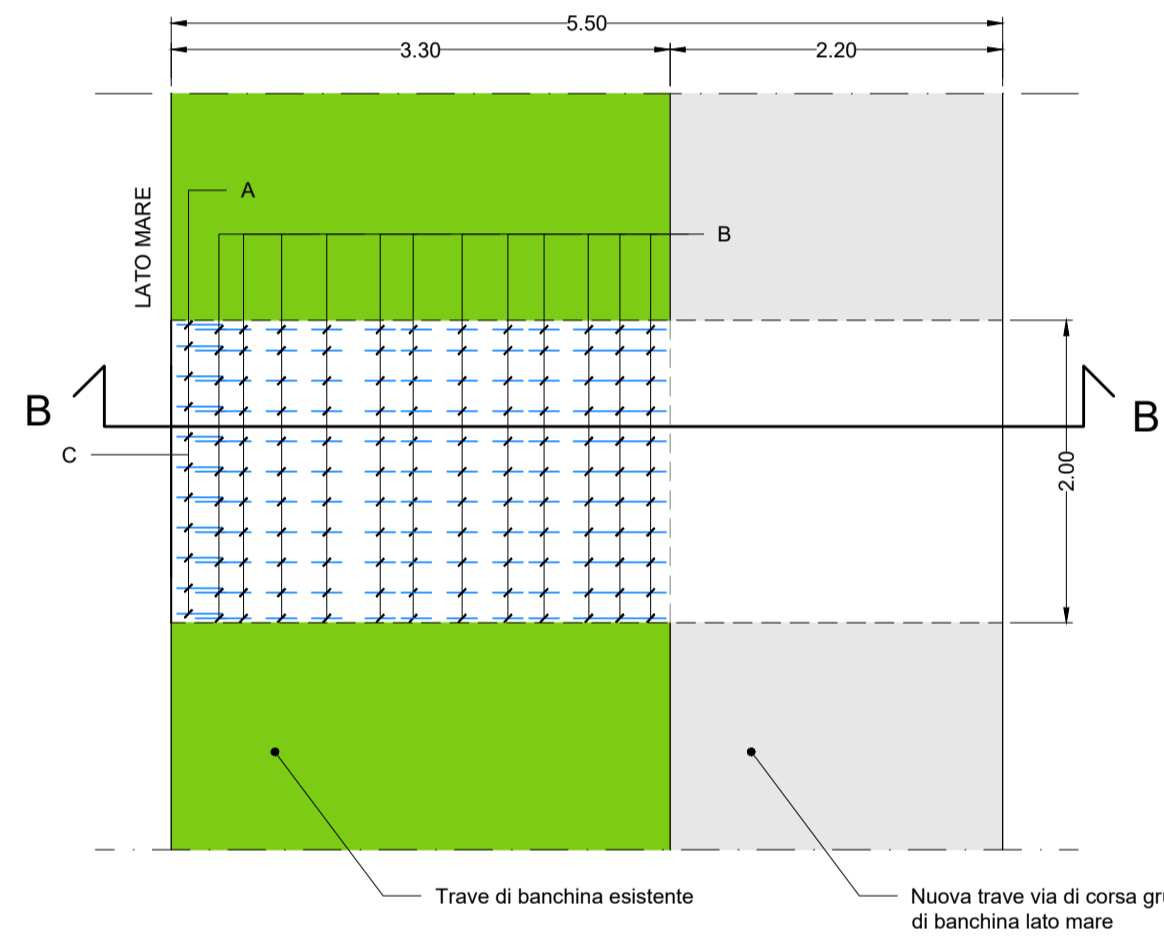 5.50
3.30
2.20
LATO MARE
A
B
B
B
C
2.00
Trave di banchina esistente
Nuova trave via di corsa
di banchina lato mare